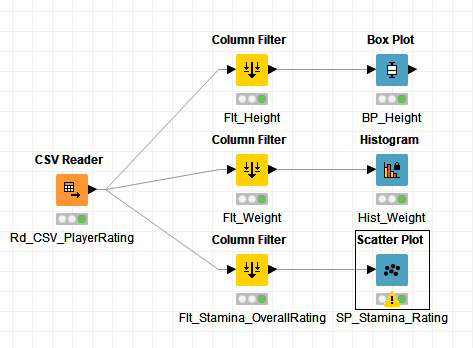 Column Filter
Box Plot
Flt_Height
BP_Height
Column Filter
Histogram
CSV Reader
Rd_CSV_PlayerRating
Flt_Weight
Hist_Weight
Column Filter
Scatter Plot
Flt_Stamina_OverallRating
SP_Stamina_Rating